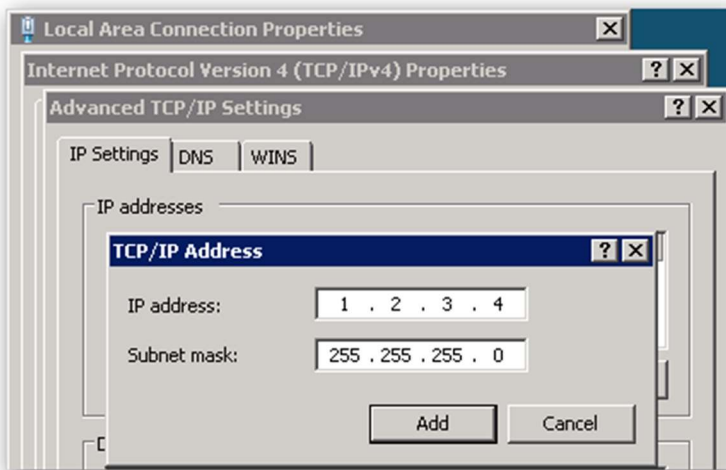 Local Area Connection Properties
Internet Protocol Version 4 (TCP/IPv4) Properties
Advanced TCP/IP Settings
IP Settings DNS WINS
IP addresses
TCP/IP Address
IP address: 1 . 2 . 3 . 4
Subnet mask: 255 . 255 . 255 . 0
Add Cancel